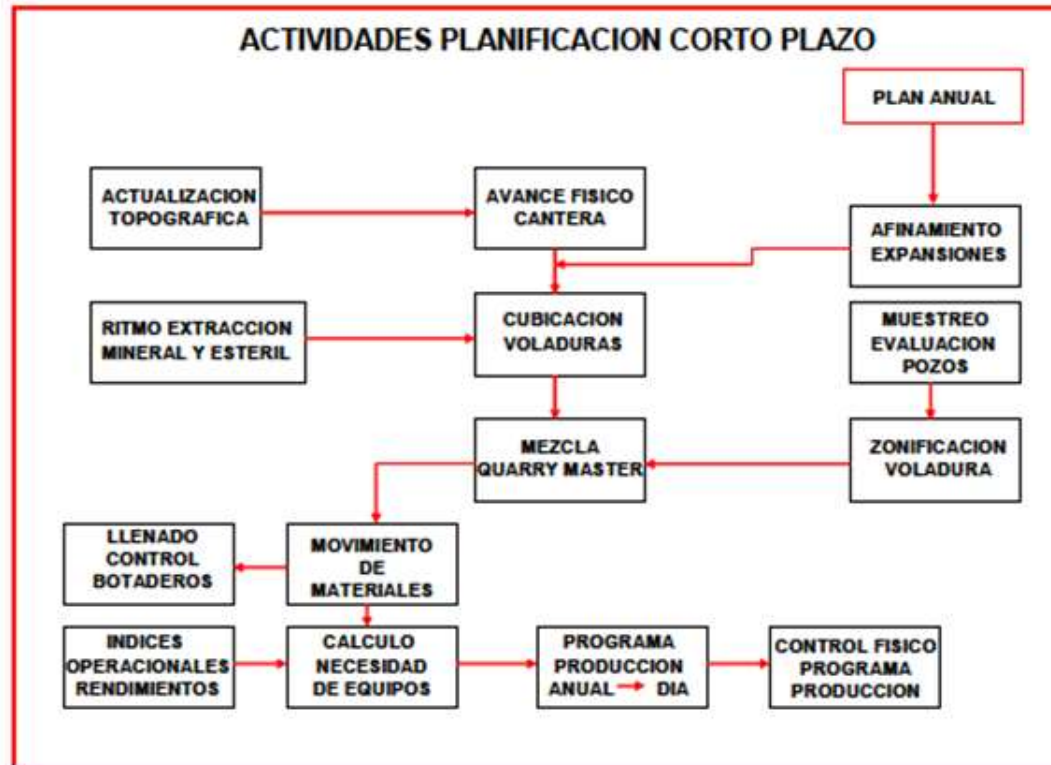 ACTIVIDADES PLANIFICACION CORTO PLAZO
PLAN ANUAL
ACTUALIZACION
TOPOGRAFICA
AVANCE FISICO
CANTERA
AFINAMIENTO
EXPANSIONES
RITMO EXTRACCION
MINERAL Y ESTERIL
CUBICACION
VOLADURAS
MUESTREO
EVALUACION
POZOS
MEZCLA
QUARRY MASTER
ZONIFICACION
VOLADURA
LLENADO
CONTROL
BOTADEROS
MOVIMIENTO
DE
MATERIALES
INDICES
OPERACIONALES
RENDIMIENTOS
CALCULO
NECESIDAD
DE EQUIPOS
PROGRAMA
PRODUCCION
ANUAL → DIA
CONTROL FISICO
PROGRAMA
PRODUCCION